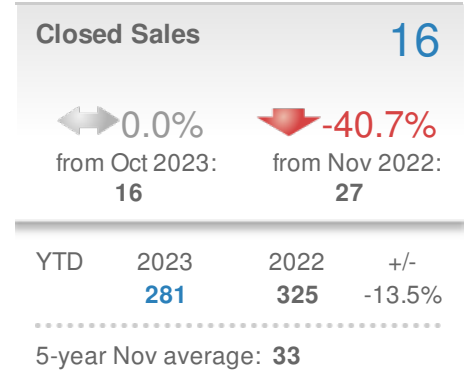 Closed Sales 16
0.0% -40.7%
from Oct 2023: from Nov 2022:
16 27
YTD 2023 2022 +/-
281 325 -13.5%
5-year Nov average: 33